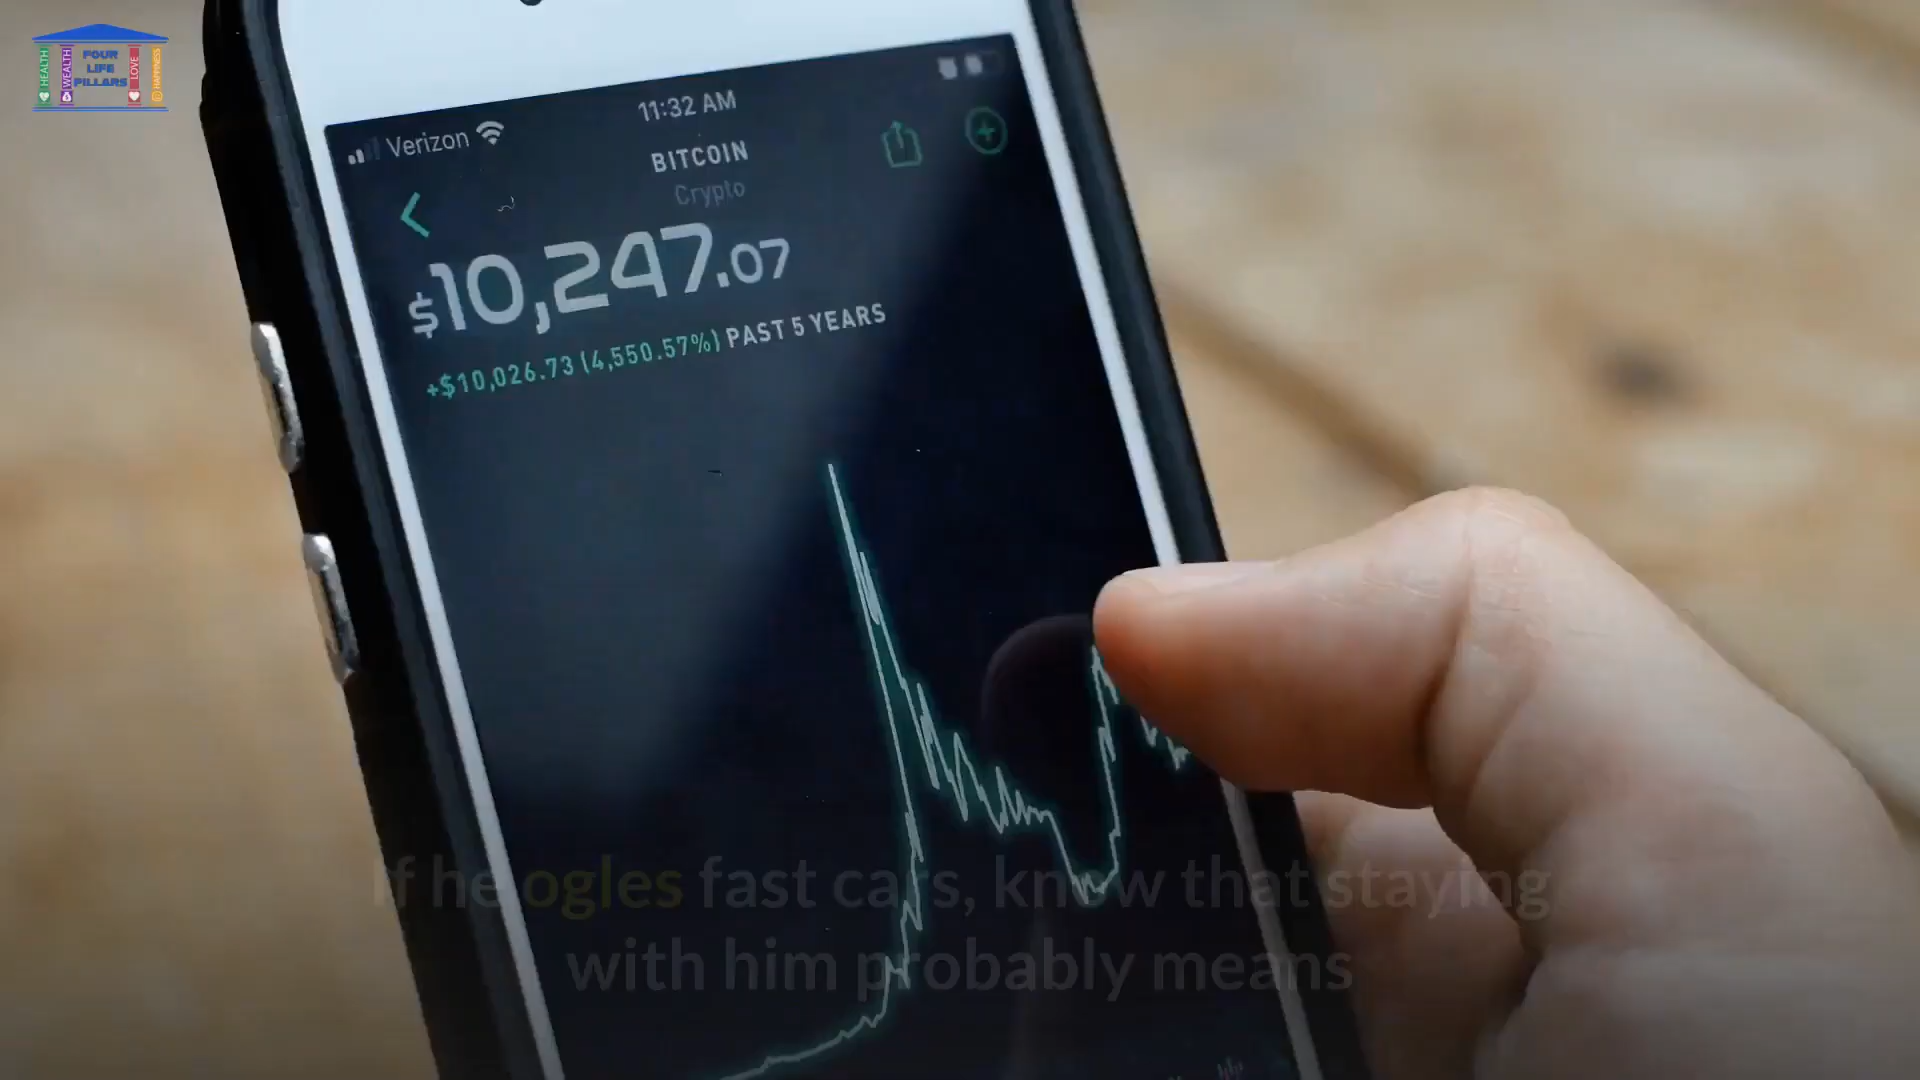 HEALTH
WEALTH
FOUR
LIFE
PILLARS
LOVE
HAPPINESS
Verizon
11:32 AM
BITCOIN
Crypto
$10,247.07
+$10,026.73 (4,550.57%) PAST 5 YEARS
If he ogles fast cars, know that staying
with him probably means